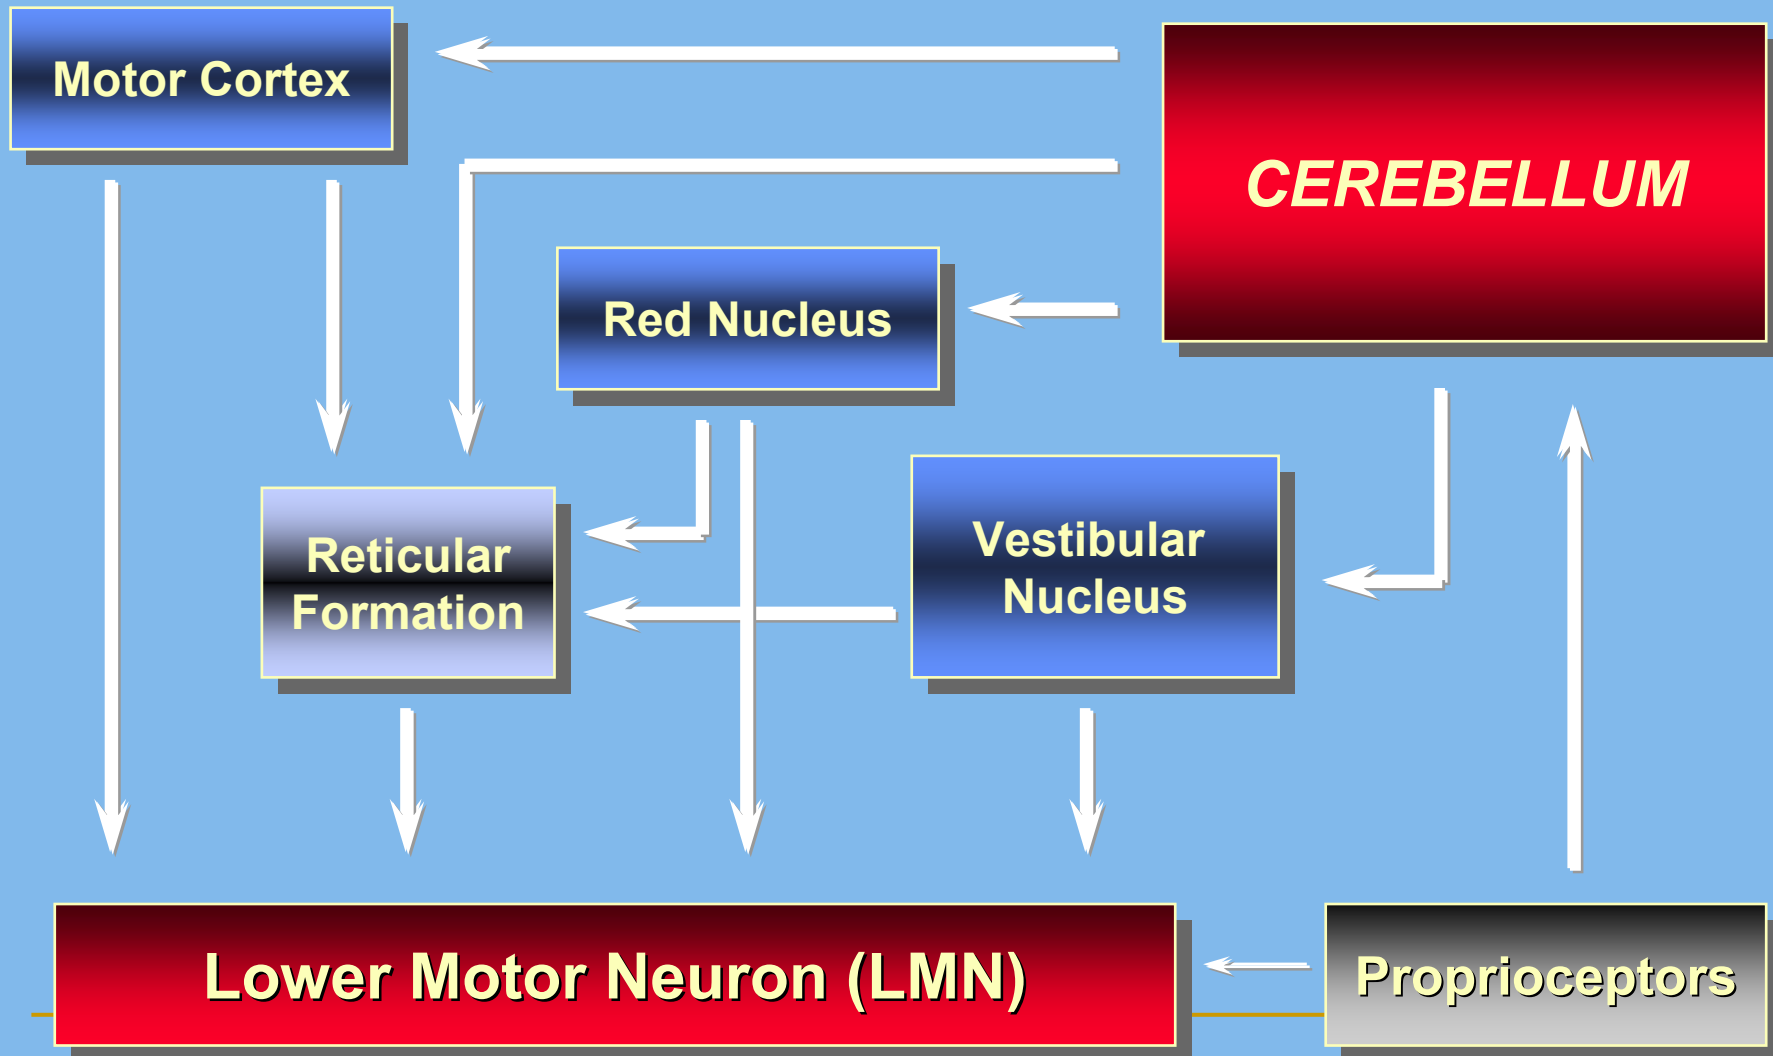 Motor Cortex
CEREBELLUM
Red Nucleus
Reticular
Formation
Vestibular
Nucleus
Lower Motor Neuron (LMN)
Proprioceptors